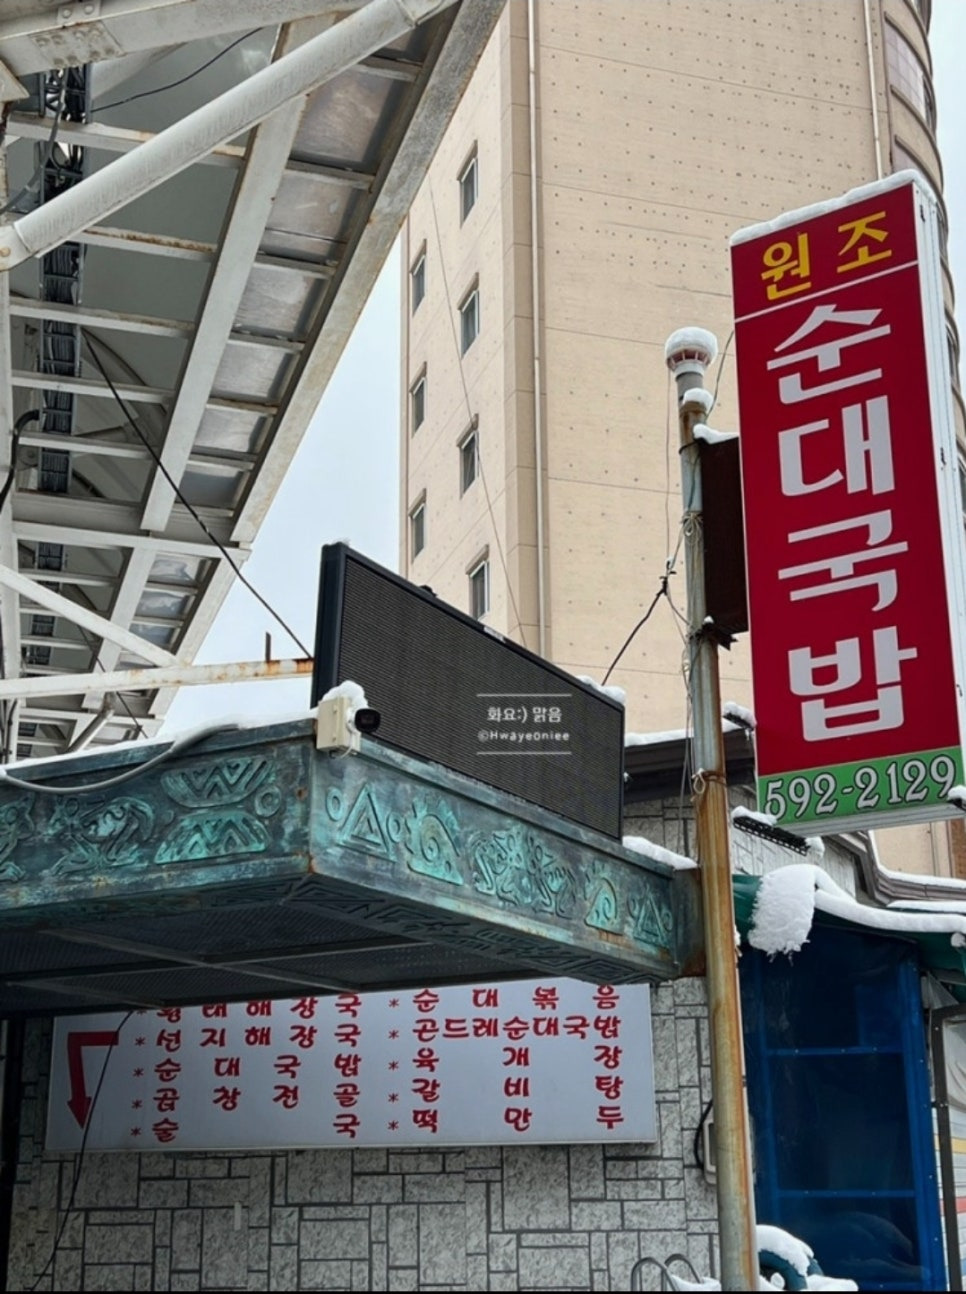 원조
순대국밥
592-2129
화요:) 맑음
©Hwaye0niee
황태해장국 *순대볶음
*선지해장국 *곤드레순대국밥
*순대국밥 *육개장
*곱창전골 *갈비탕
*술국 *떡만두